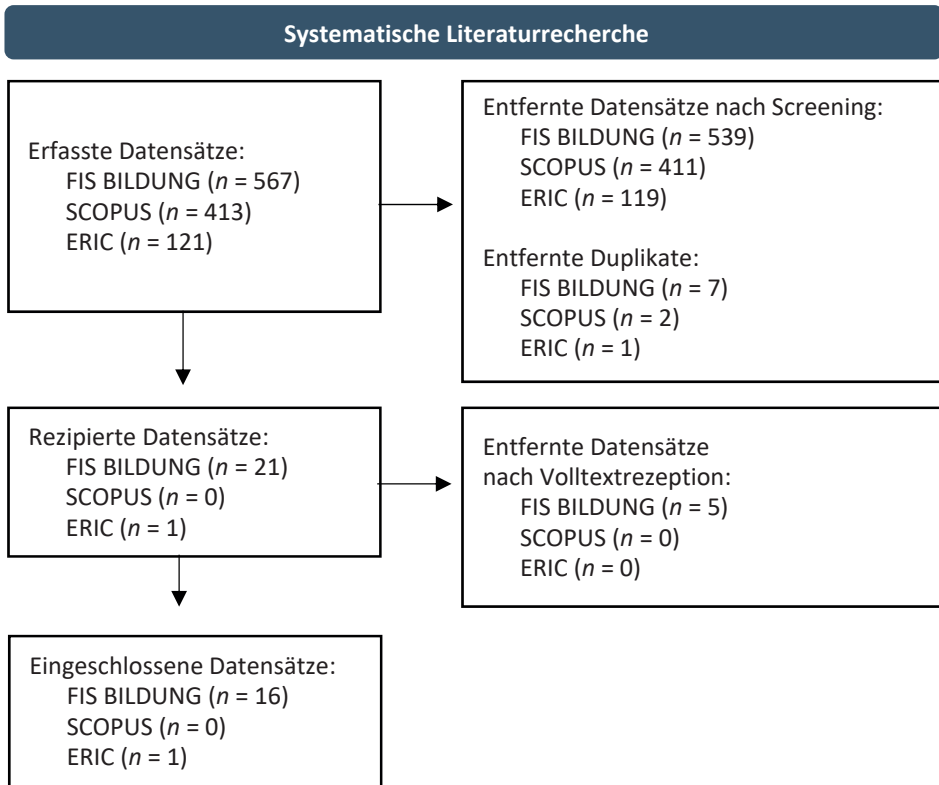 Systematische Literaturrecherche
Erfasste Datensätze:
FIS BILDUNG (n = 567)
SCOPUS (n = 413)
ERIC (n = 121)
Entfernte Datensätze nach Screening:
FIS BILDUNG (n = 539)
SCOPUS (n = 411)
ERIC (n = 119)
Entfernte Duplikate:
FIS BILDUNG (n = 7)
SCOPUS (n = 2)
ERIC (n = 1)
Rezipierte Datensätze:
FIS BILDUNG (n = 21)
SCOPUS (n = 0)
ERIC (n = 1)
Entfernte Datensätze
nach Volltextrezeption:
FIS BILDUNG (n = 5)
SCOPUS (n = 0)
ERIC (n = 0)
Eingeschlossene Datensätze:
FIS BILDUNG (n = 16)
SCOPUS (n = 0)
ERIC (n = 1)